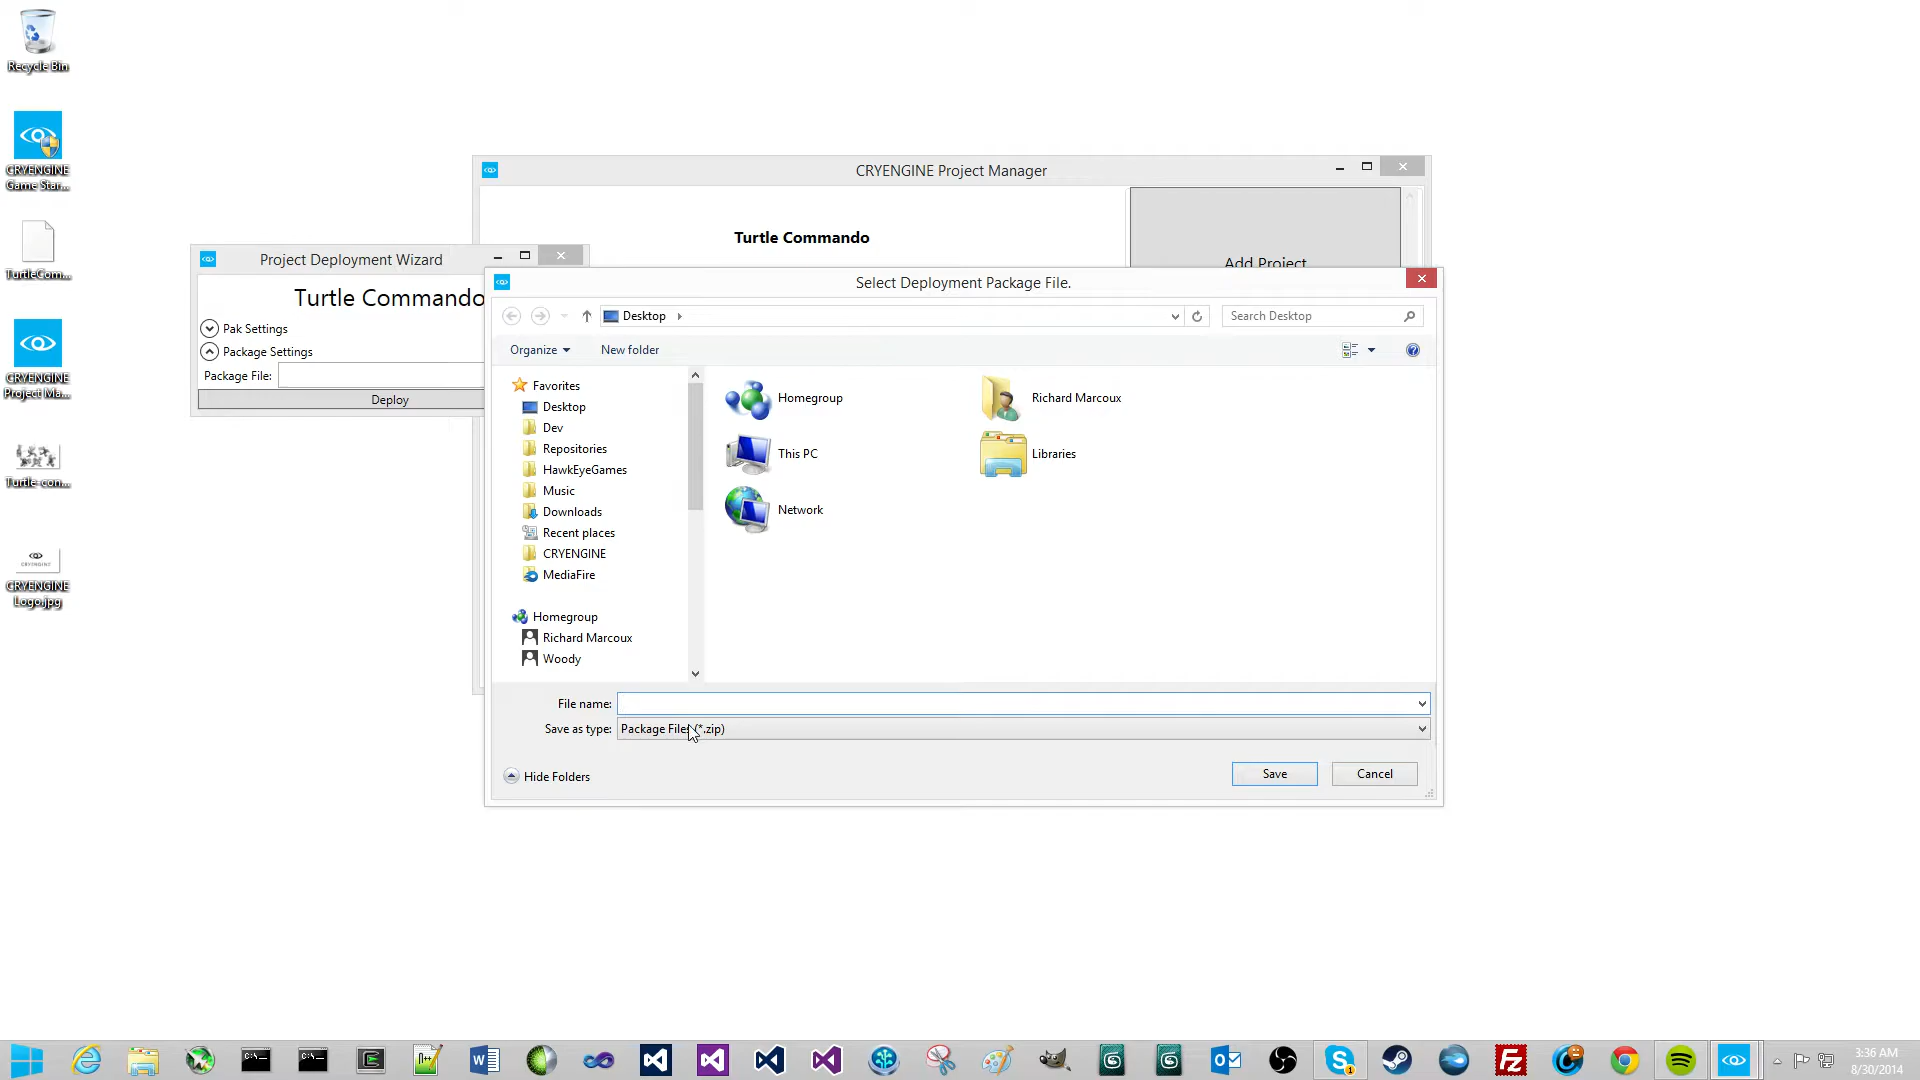 Recycle Bin
CRYENGINE
Game Star...
TurtleCom...
CRYENGINE
Project Ma...
Turtle-con...
CRYENGINE
CRYENGINE
Logo.jpg
CRYENGINE Project Manager
Turtle Commando
Add Project
Project Deployment Wizard
Turtle Commando
Pak Settings
Package Settings
Package File:
Deploy
Select Deployment Package File.
Desktop
Search Desktop
Organize
New folder
Favorites
Desktop
Dev
Repositories
HawkEyeGames
Music
Downloads
Recent places
CRYENGINE
MediaFire
Homegroup
Richard Marcoux
Woody
Homegroup
Richard Marcoux
This PC
Libraries
Network
File name:
Save as type: Package Files (*.zip)
Hide Folders
Save
Cancel
3:36 AM
8/30/2014